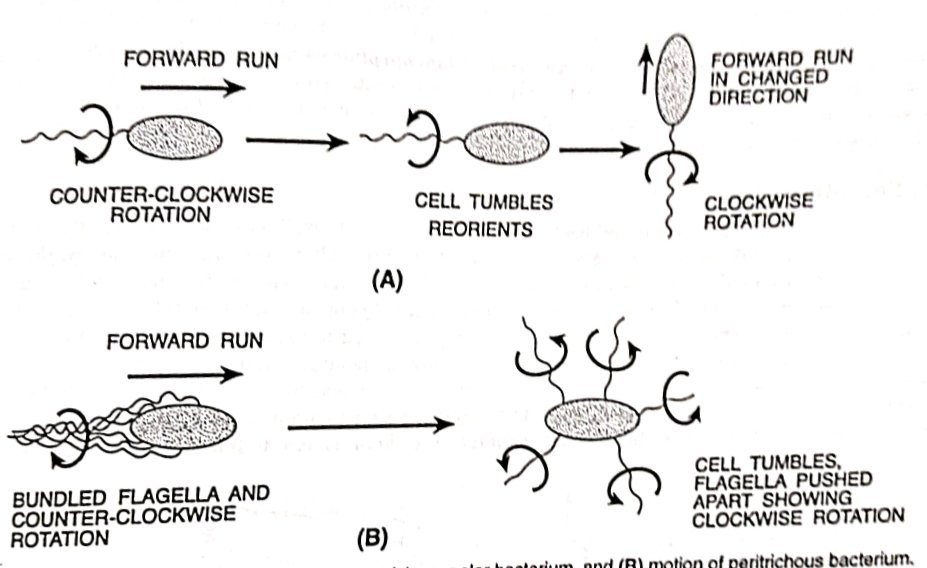 FORWARD RUN
COUNTER-CLOCKWISE
ROTATION
CELL TUMBLES
REORIENTS
FORWARD RUN
IN CHANGED
DIRECTION
CLOCKWISE
ROTATION
(A)
FORWARD RUN
BUNDLED FLAGELLA AND
COUNTER-CLOCKWISE
ROTATION
CELL TUMBLES,
FLAGELLA PUSHED
APART SHOWING
CLOCKWISE ROTATION
(B)
bacterium, and (B) motion of peritrichous bacterium.